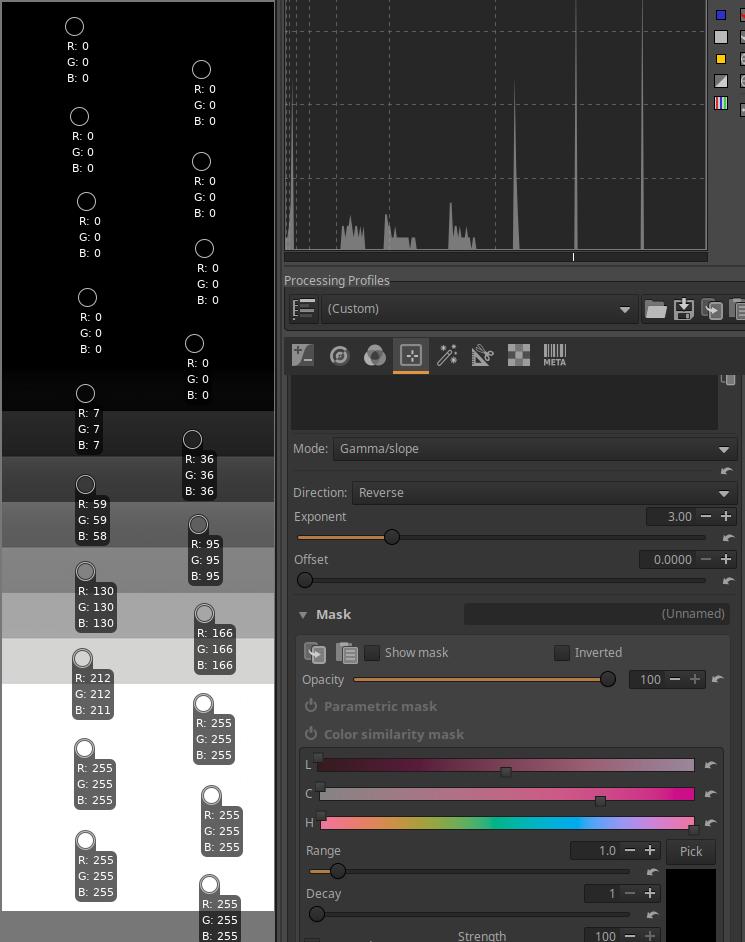 R: 0
G: 0
B: 0
R: 0
G: 0
B: 0
R: 0
G: 0
B: 0
R: 0
G: 0
B: 0
R: 0
G: 0
B: 0
R: 0
G: 0
B: 0
R: 0
G: 0
B: 0
R: 0
G: 0
B: 0
R: 7
G: 7
B: 7
R: 36
G: 36
B: 36
R: 59
G: 59
B: 58
R: 95
G: 95
B: 95
R: 130
G: 130
B: 130
R: 166
G: 166
B: 166
R: 212
G: 212
B: 211
R: 255
G: 255
B: 255
R: 255
G: 255
B: 255
R: 255
G: 255
B: 255
R: 255
G: 255
B: 255
R: 255
G: 255
B: 255
Processing Profiles
(Custom)
META
Mode: Gamma/slope
Direction: Reverse
Exponent 3.00
Offset 0.0000
Mask (Unnamed)
Show mask Inverted
Opacity 100
Parametric mask
Color similarity mask
L
C
H
Range 1.0 Pick
Decay 1
Strength 100